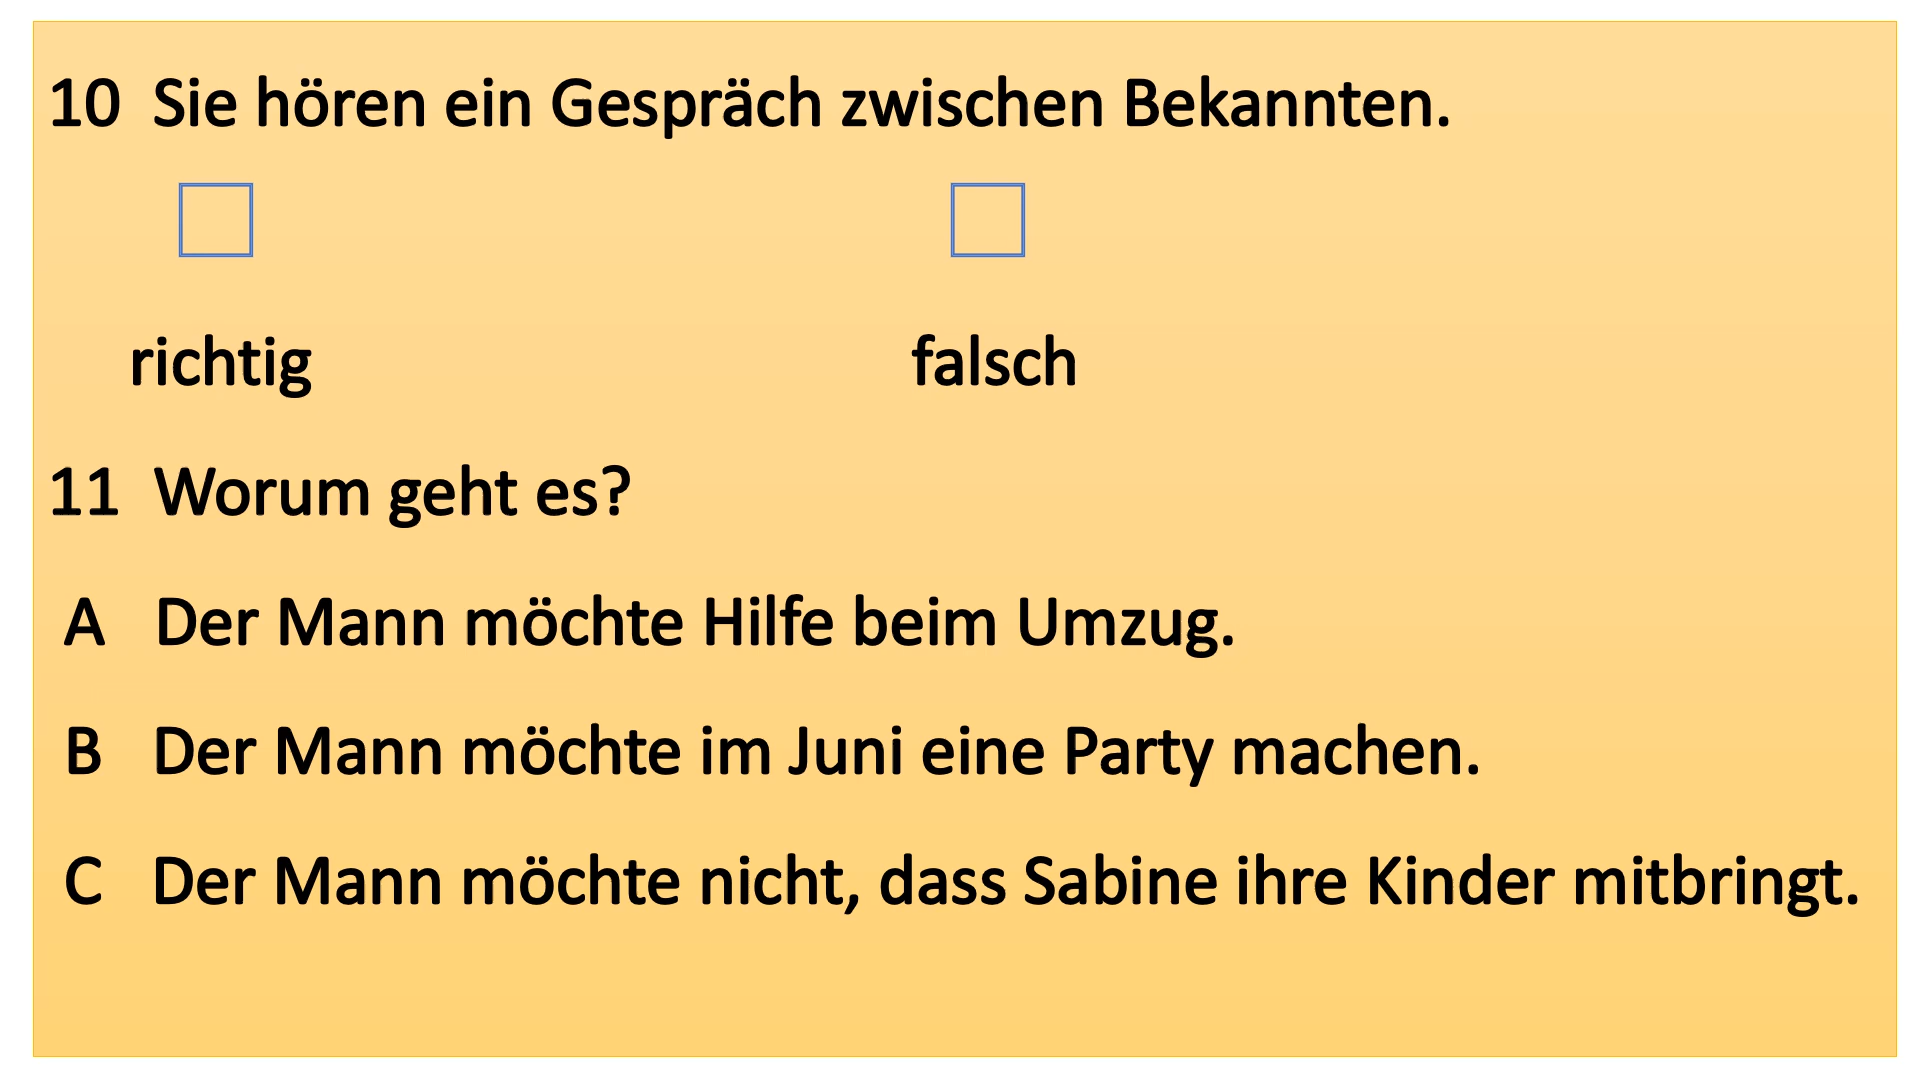 10 Sie hören ein Gespräch zwischen Bekannten.
richtig falsch
11 Worum geht es?
A Der Mann möchte Hilfe beim Umzug.
B Der Mann möchte im Juni eine Party machen.
C Der Mann möchte nicht, dass Sabine ihre Kinder mitbringt.